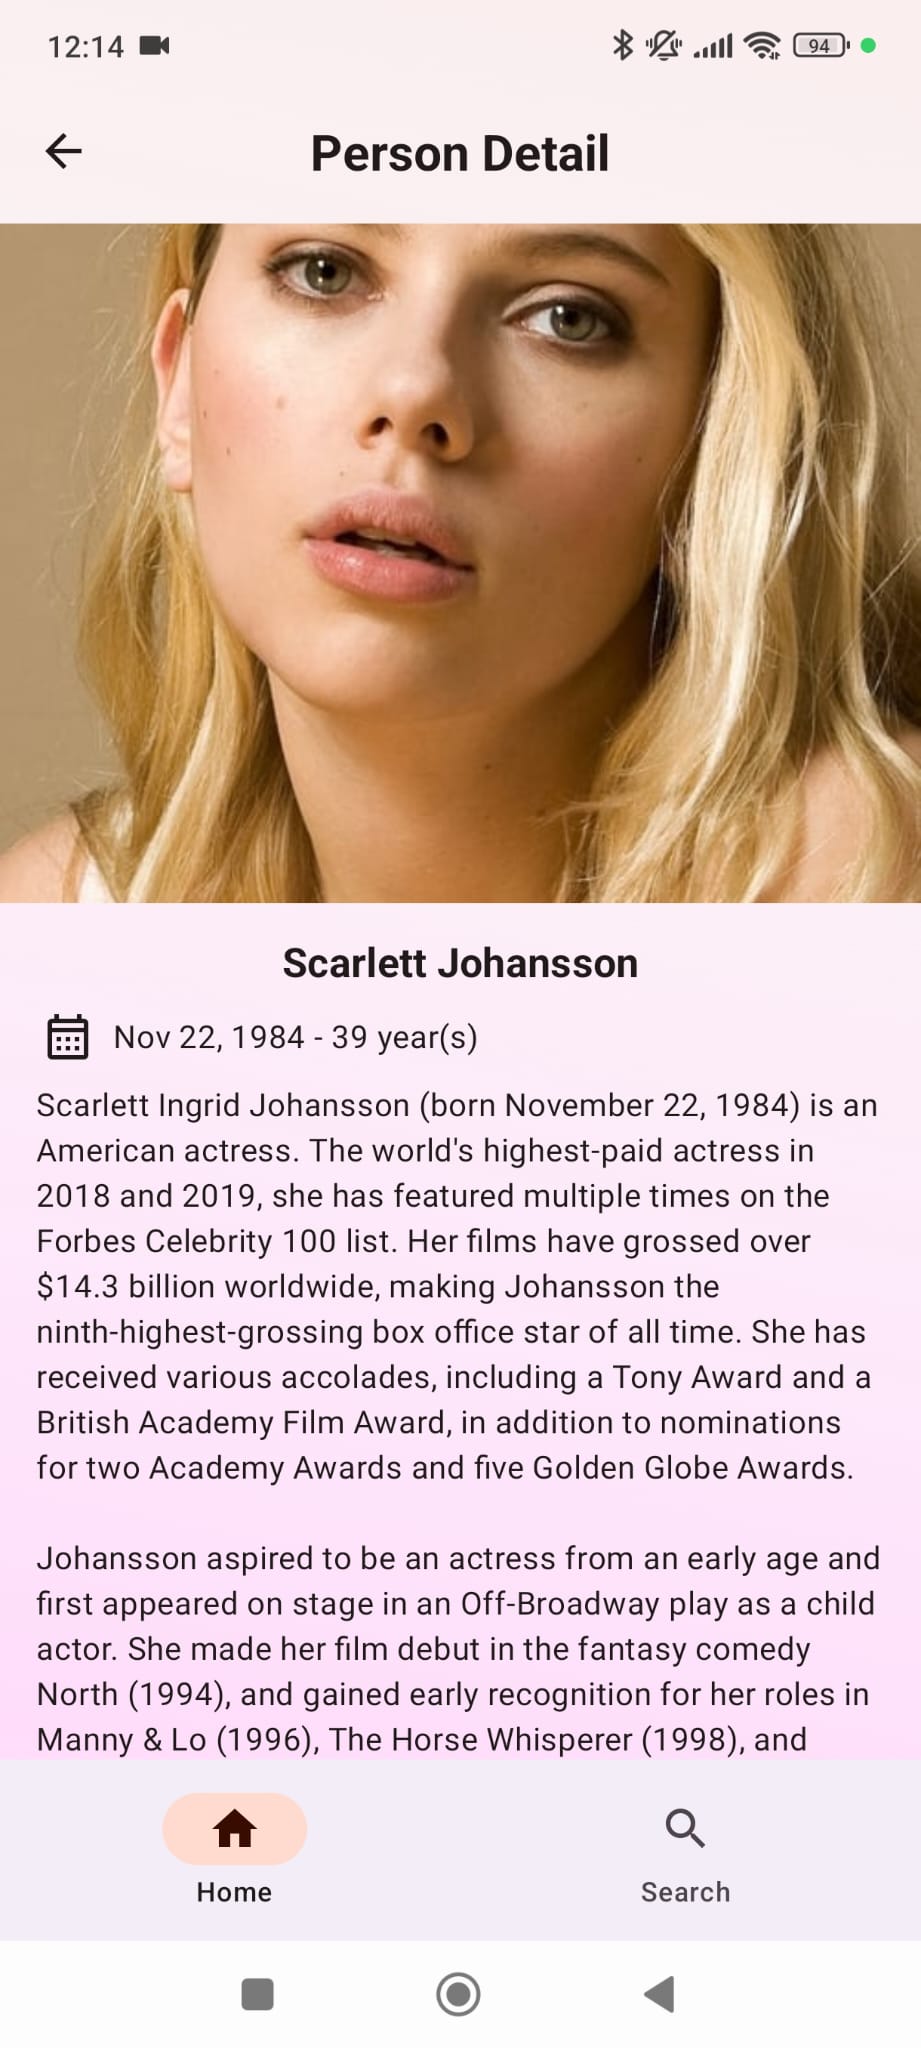 12:14
94
Person Detail
Scarlett Johansson
Nov 22, 1984 - 39 year(s)
Scarlett Ingrid Johansson (born November 22, 1984) is an
American actress. The world's highest-paid actress in
2018 and 2019, she has featured multiple times on the
Forbes Celebrity 100 list. Her films have grossed over
$14.3 billion worldwide, making Johansson the
ninth-highest-grossing box office star of all time. She has
received various accolades, including a Tony Award and a
British Academy Film Award, in addition to nominations
for two Academy Awards and five Golden Globe Awards.
Johansson aspired to be an actress from an early age and
first appeared on stage in an Off-Broadway play as a child
actor. She made her film debut in the fantasy comedy
North (1994), and gained early recognition for her roles in
Manny & Lo (1996), The Horse Whisperer (1998), and
Home
Search